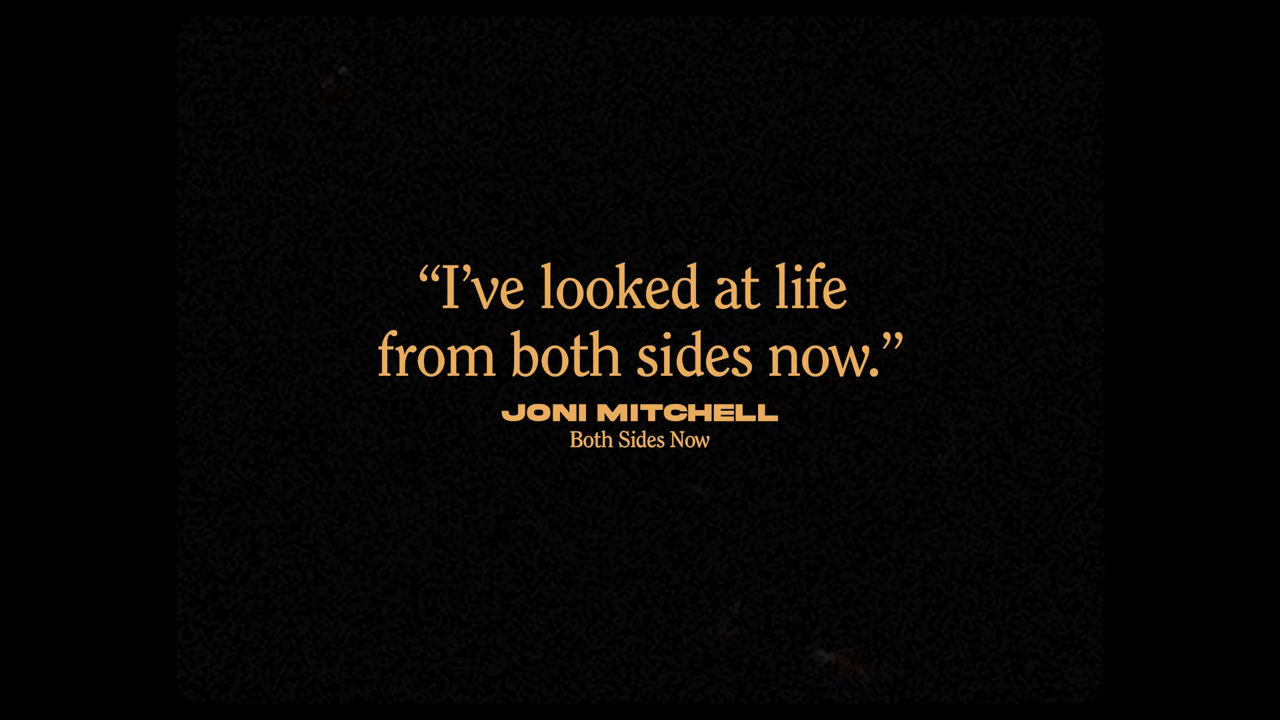 “I’ve looked at life
from both sides now.”
JONI MITCHELL
Both Sides Now